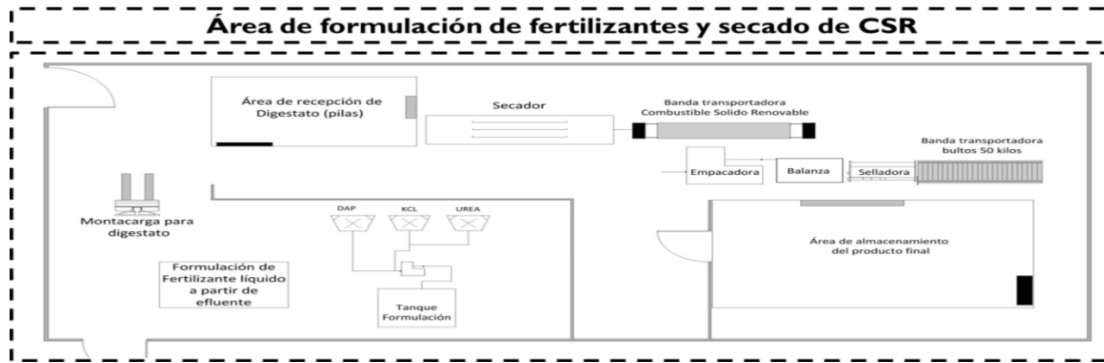 Área de formulación de fertilizantes y secado de CSR
Área de recepción de
Digestato (pilas)
Secador
Banda transportadora
Combustible Solido Renovable
Banda transportadora
bultos 50 kilos
Empacadora
Balanza
Selladora
Montacarga para
digestato
DAP
KCL
UREA
Formulación de
Fertilizante líquido
a partir de
efluente
Tanque
Formulación
Área de almacenamiento
del producto final